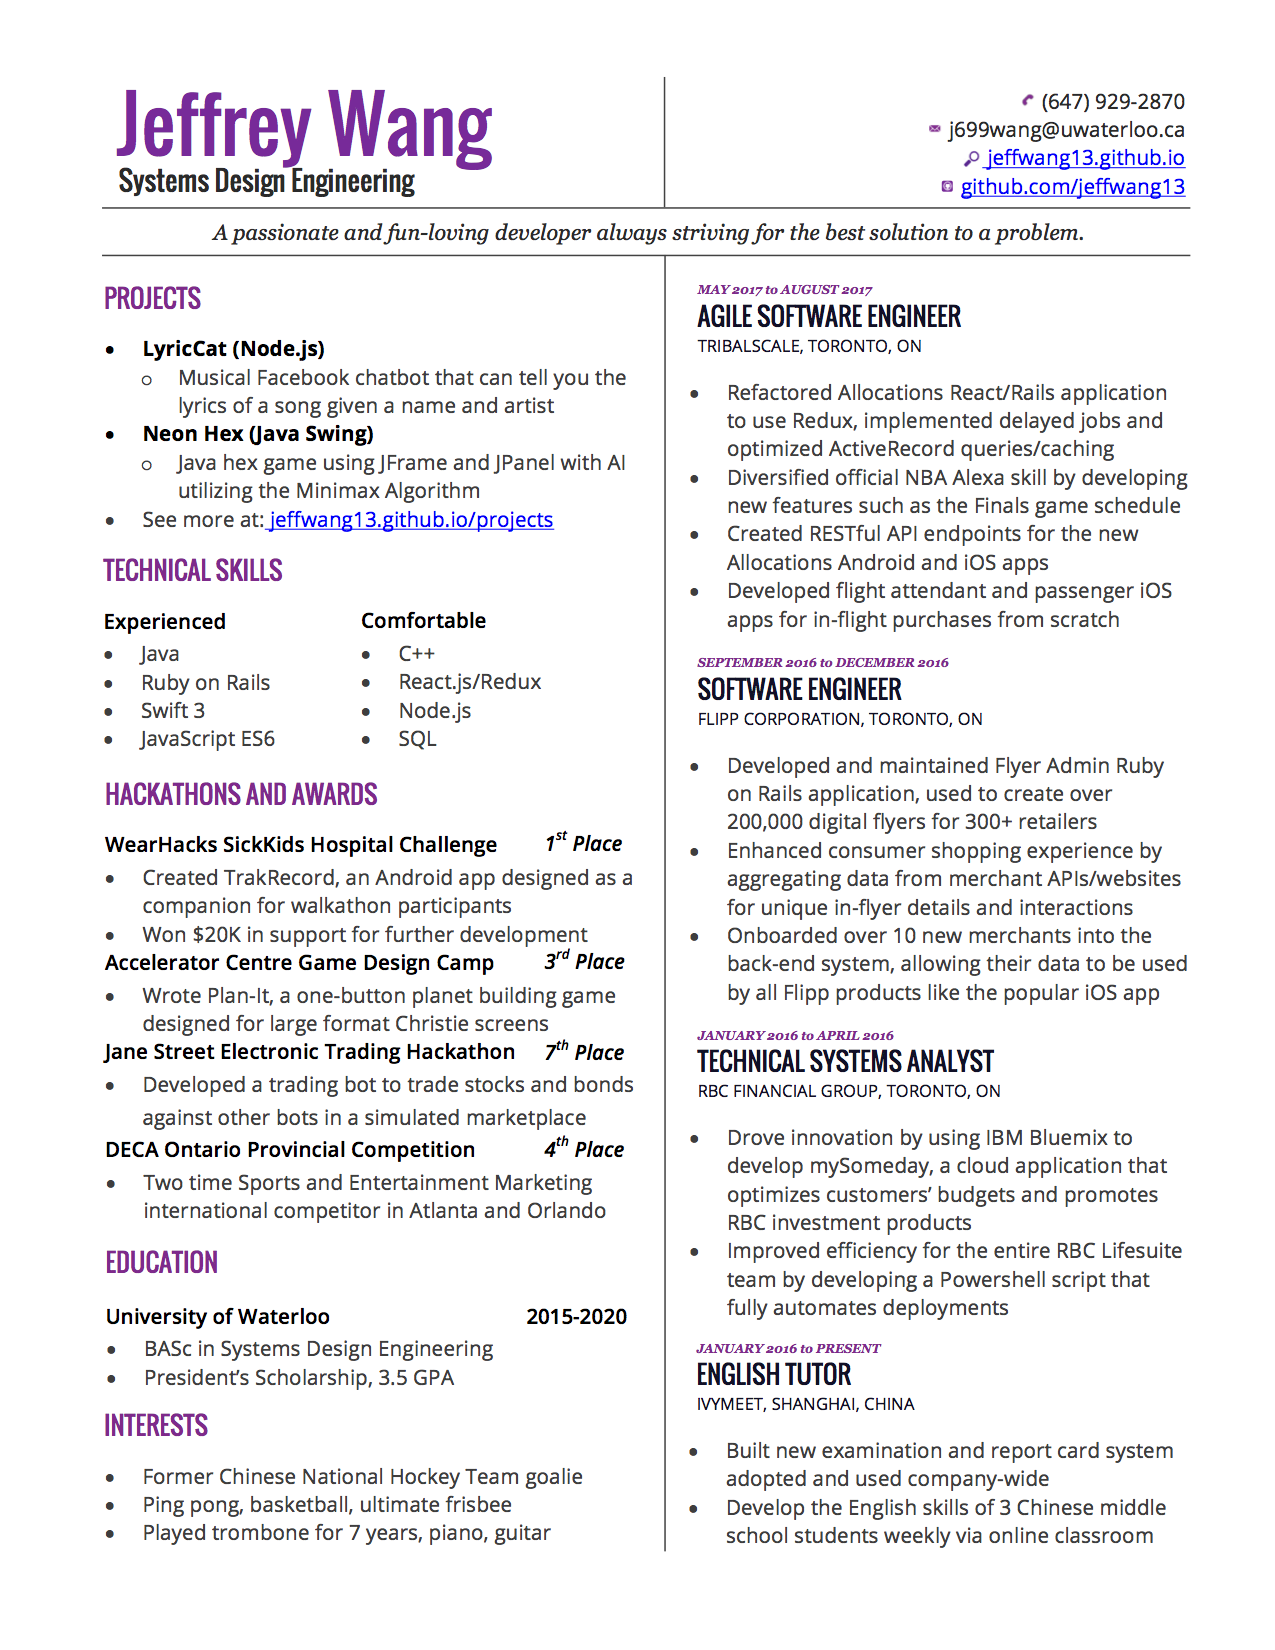 Jeffrey Wang
Systems Design Engineering
(647) 929-2870
j699wang@uwaterloo.ca
jeffwang13.github.io
github.com/jeffwang13
A passionate and fun-loving developer always striving for the best solution to a problem.
PROJECTS
• LyricCat (Node.js)
o Musical Facebook chatbot that can tell you the
lyrics of a song given a name and artist
• Neon Hex (Java Swing)
o Java hex game using JFrame and JPanel with AI
utilizing the Minimax Algorithm
• See more at: jeffwang13.github.io/projects
TECHNICAL SKILLS
Experienced
• Java
• Ruby on Rails
• Swift 3
• JavaScript ES6
Comfortable
• C++
• React.js/Redux
• Node.js
• SQL
HACKATHONS AND AWARDS
WearHacks SickKids Hospital Challenge 1st Place
• Created TrakRecord, an Android app designed as a
companion for walkathon participants
• Won $20K in support for further development
Accelerator Centre Game Design Camp 3rd Place
• Wrote Plan-It, a one-button planet building game
designed for large format Christie screens
Jane Street Electronic Trading Hackathon 7th Place
• Developed a trading bot to trade stocks and bonds
against other bots in a simulated marketplace
DECA Ontario Provincial Competition 4th Place
• Two time Sports and Entertainment Marketing
international competitor in Atlanta and Orlando
EDUCATION
University of Waterloo 2015-2020
• BASc in Systems Design Engineering
• President’s Scholarship, 3.5 GPA
INTERESTS
• Former Chinese National Hockey Team goalie
• Ping pong, basketball, ultimate frisbee
• Played trombone for 7 years, piano, guitar
MAY 2017 to AUGUST 2017
AGILE SOFTWARE ENGINEER
TRIBALSCALE, TORONTO, ON
• Refactored Allocations React/Rails application
to use Redux, implemented delayed jobs and
optimized ActiveRecord queries/caching
• Diversified official NBA Alexa skill by developing
new features such as the Finals game schedule
• Created RESTful API endpoints for the new
Allocations Android and iOS apps
• Developed flight attendant and passenger iOS
apps for in-flight purchases from scratch
SEPTEMBER 2016 to DECEMBER 2016
SOFTWARE ENGINEER
FLIPP CORPORATION, TORONTO, ON
• Developed and maintained Flyer Admin Ruby
on Rails application, used to create over
200,000 digital flyers for 300+ retailers
• Enhanced consumer shopping experience by
aggregating data from merchant APIs/websites
for unique in-flyer details and interactions
• Onboarded over 10 new merchants into the
back-end system, allowing their data to be used
by all Flipp products like the popular iOS app
JANUARY 2016 to APRIL 2016
TECHNICAL SYSTEMS ANALYST
RBC FINANCIAL GROUP, TORONTO, ON
• Drove innovation by using IBM Bluemix to
develop mySomeday, a cloud application that
optimizes customers’ budgets and promotes
RBC investment products
• Improved efficiency for the entire RBC Lifesuite
team by developing a Powershell script that
fully automates deployments
JANUARY 2016 to PRESENT
ENGLISH TUTOR
IVYMEET, SHANGHAI, CHINA
• Built new examination and report card system
adopted and used company-wide
• Develop the English skills of 3 Chinese middle
school students weekly via online classroom